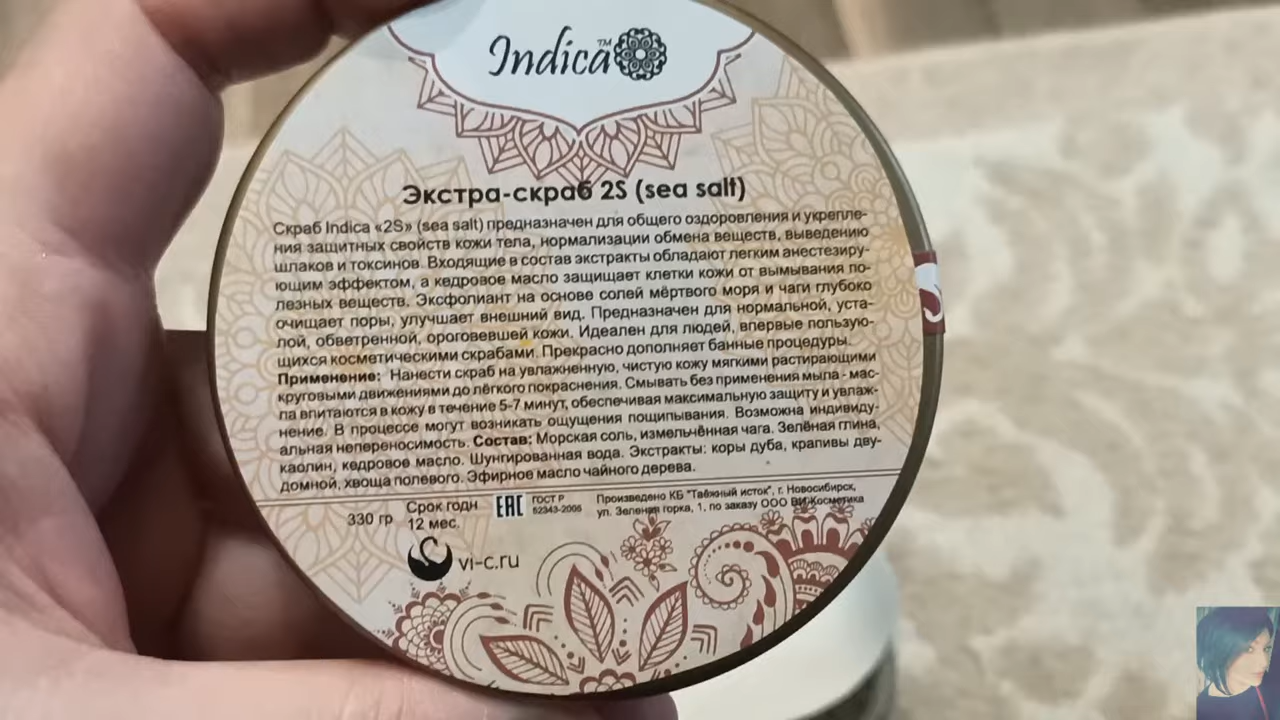 Indica™
Экстра-скраб 2S (sea salt)
Скраб Indica «2S» (sea salt) предназначен для общего оздоровления и укрепле-
ния защитных свойств кожи тела, нормализации обмена веществ, выведению
шлаков и токсинов. Входящие в состав экстракты обладают легким анестезиру-
ющим эффектом, а кедровое масло защищает клетки кожи от вымывания по-
лезных веществ. Эксфолиант на основе солей мёртвого моря и чаги глубоко
очищает поры, улучшает внешний вид. Предназначен для нормальной, уста-
лой, обветренной, ороговевшей кожи. Идеален для людей, впервые пользую-
щихся косметическими скрабами. Прекрасно дополняет банные процедуры.
Применение: Нанести скраб на увлажненную, чистую кожу мягкими растирающими
круговыми движениями до лёгкого покраснения. Смывать без применения мыла - мас-
ла впитаются в кожу в течение 5-7 минут, обеспечивая максимальную защиту и увлаж-
нение. В процессе могут возникать ощущения пощипывания. Возможна индивиду-
альная непереносимость. Состав: Морская соль, измельчённая чага. Зелёная глина,
каолин, кедровое масло. Шунгированная вода. Экстракты: коры дуба, крапивы дву-
домной, хвоща полевого. Эфирное масло чайного дерева.
330 гр
Срок годн
12 мес.
EAC
ГОСТ Р
52343-2005
Произведено КБ "Таёжный исток", г. Новосибирск,
ул. Зеленая горка, 1, по заказу ООО ВИ-Косметика
vi-c.ru